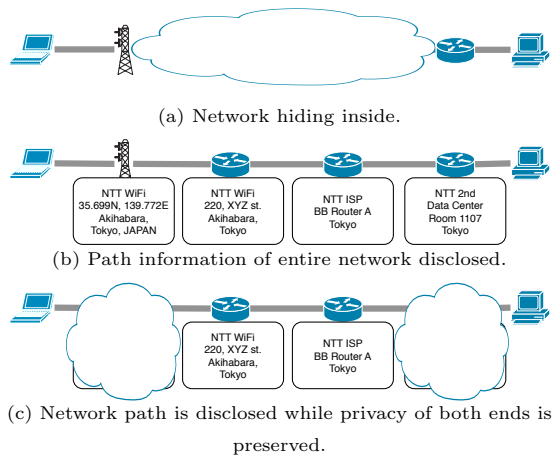 (a) Network hiding inside.
NTT WiFi
35.699N, 139.772E
Akihabara,
Tokyo, JAPAN
NTT WiFi
220, XYZ st.
Akihabara,
Tokyo
NTT ISP
BB Router A
Tokyo
NTT 2nd
Data Center
Room 1107
Tokyo
(b) Path information of entire network disclosed.
NTT WiFi
220, XYZ st.
Akihabara,
Tokyo
NTT ISP
BB Router A
Tokyo
(c) Network path is disclosed while privacy of both ends is
preserved.